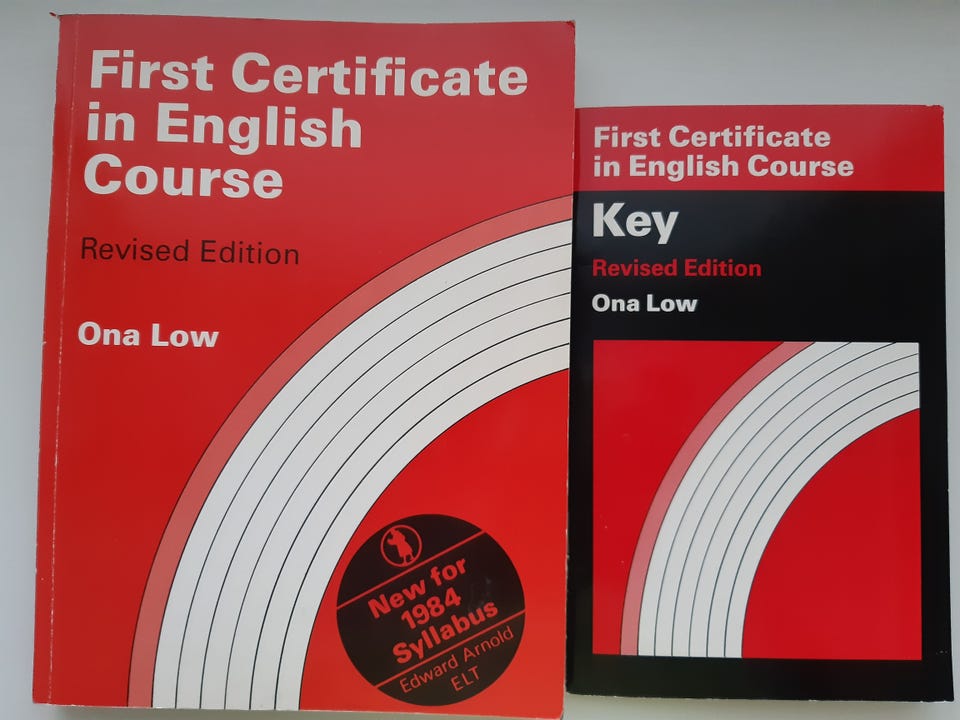 First Certificate
in English
Course
Revised Edition
Ona Low
New for
1984
Syllabus
Edward Arnold
ELT
First Certificate
in English Course
Key
Revised Edition
Ona Low